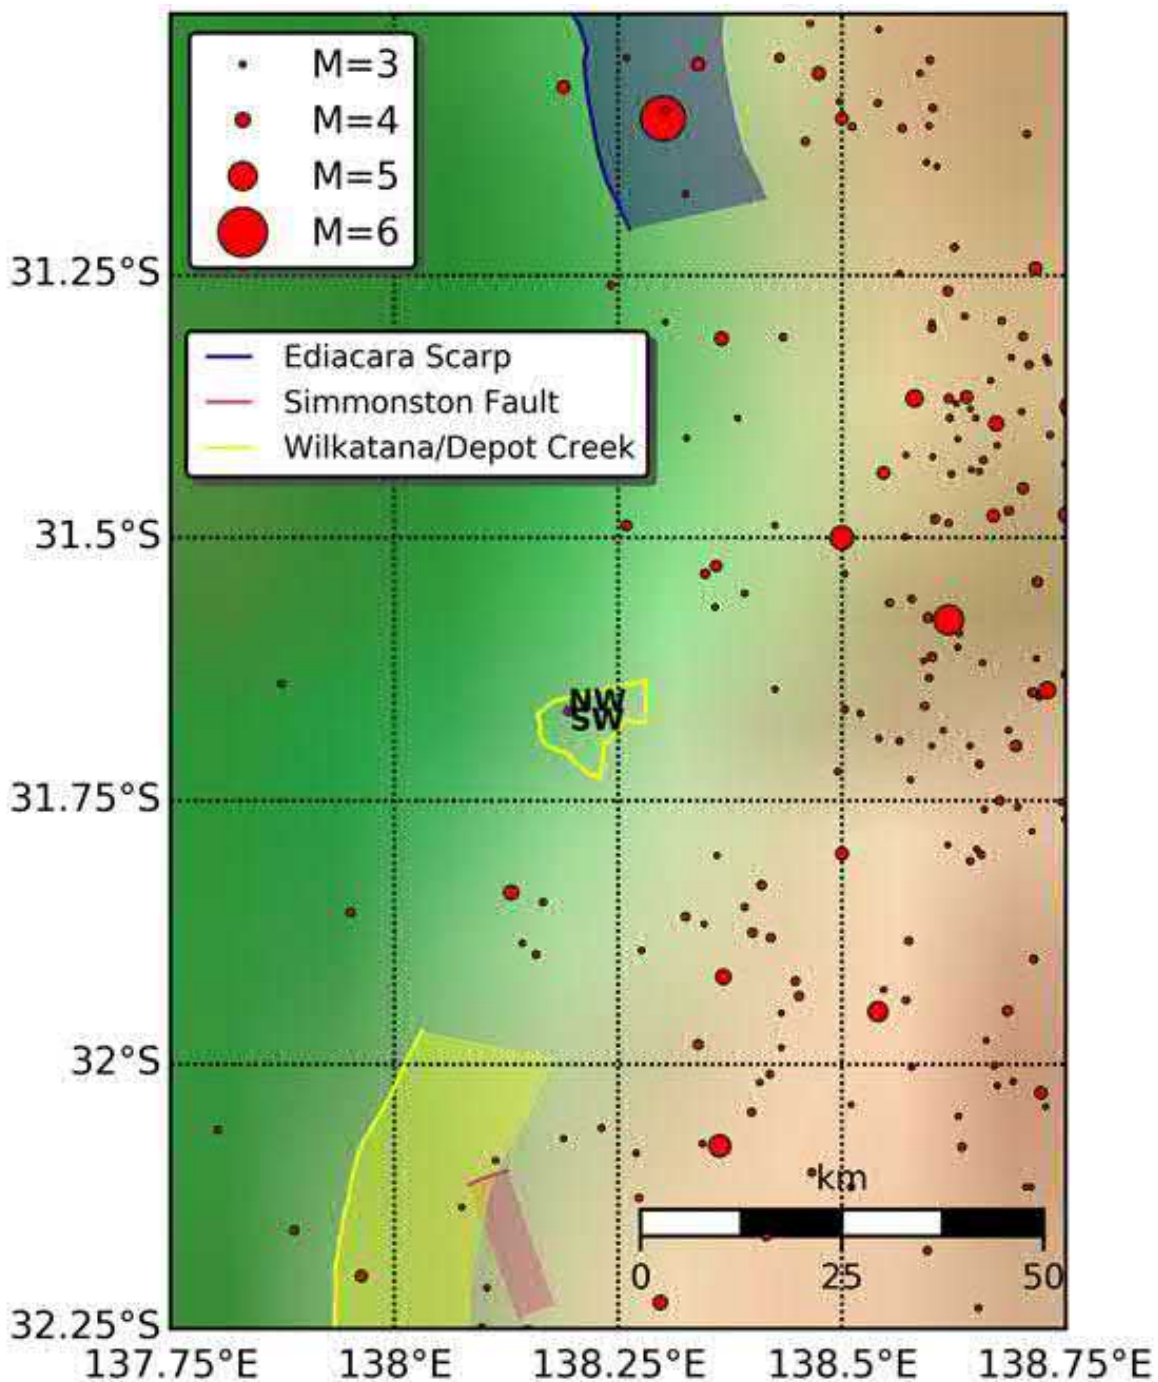 M=3
M=4
M=5
M=6
31.25°S
Ediacara Scarp
Simmonston Fault
Wilkatana/Depot Creek
31.5°S
NW
SW
31.75°S
32°S
km
0 25 50
32.25°S
137.75°E 138°E 138.25°E 138.5°E 138.75°E